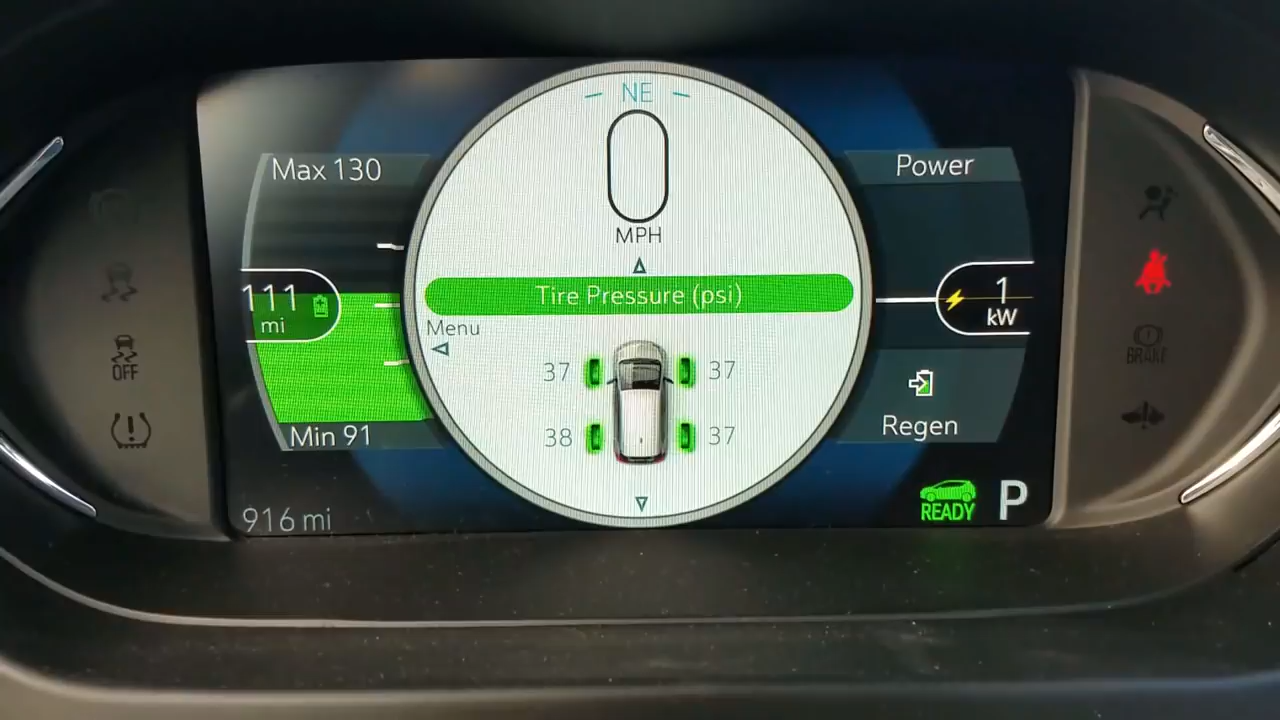 NE
0
MPH
Max 130
Power
111
mi
Tire Pressure (psi)
1
kW
Menu
37 37
38 37
OFF
BRAKE
Min 91
Regen
916 mi
READY
P